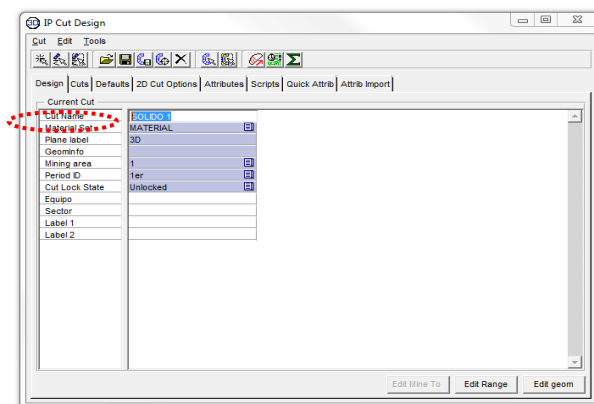 IP Cut Design
Cut Edit Tools
Design Cuts Defaults 2D Cut Options Attributes Scripts Quick Attrib Attrib Import
Current Cut
Cut Name SOLIDO 1
Material Set MATERIAL
Plane label 3D
GeomInfo
Mining area 1
Period ID 1er
Cut Lock State Unlocked
Equipo
Sector
Label 1
Label 2
Edit Mine To Edit Range Edit geom